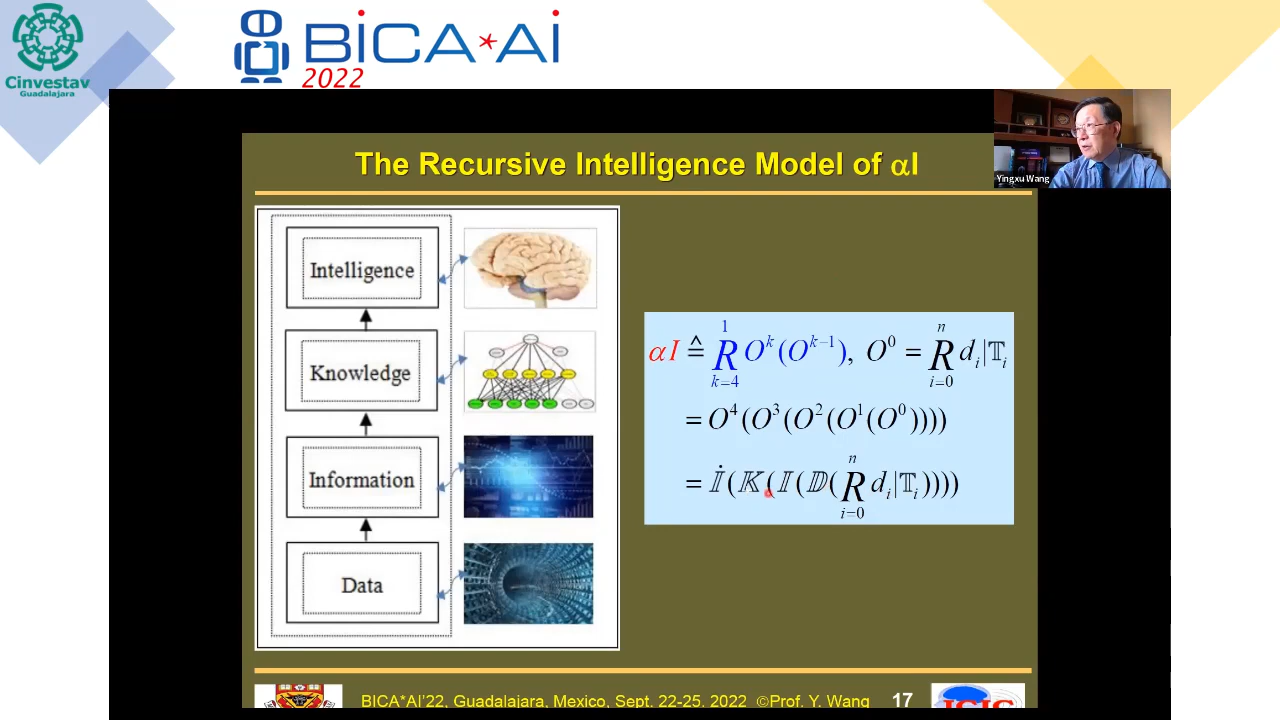 Cinvestav
Guadalajara
BiCA*Ai
2022
Yingxu Wang
The Recursive Intelligence Model of αI
Intelligence
Knowledge
Information
Data
αI ≙ R_{k=4}^{1} O^k(O^{k−1}), O^0 = R_{i=0}^{n} d_i|𝕋_i
= O^4(O^3(O^2(O^1(O^0))))
= 𝕀̇(𝕂(𝕀(𝔻(R_{i=0}^{n} d_i|𝕋_i))))
BICA*AI'22, Guadalajara, Mexico, Sept. 22-25, 2022 ©Prof. Y. Wang
17
ICIC